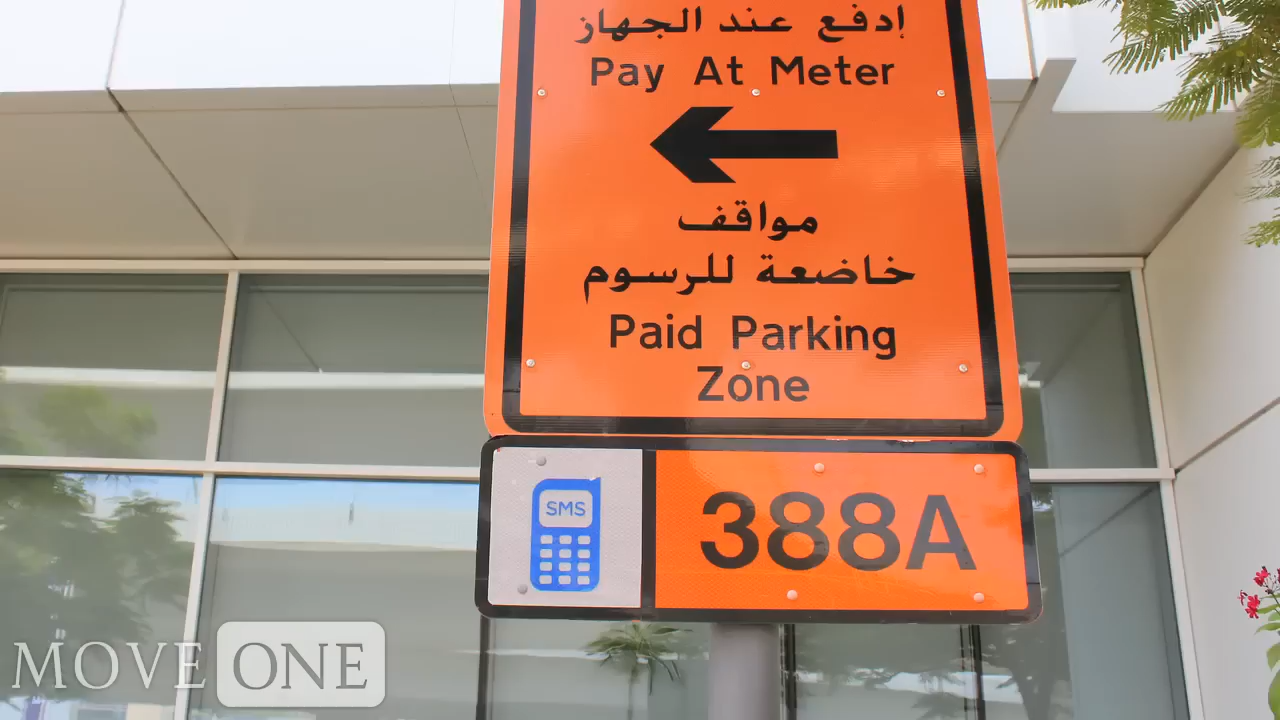 إدفع عند الجهاز
Pay At Meter
مواقف
خاضعة للرسوم
Paid Parking
Zone
SMS
388A
MOVE ONE